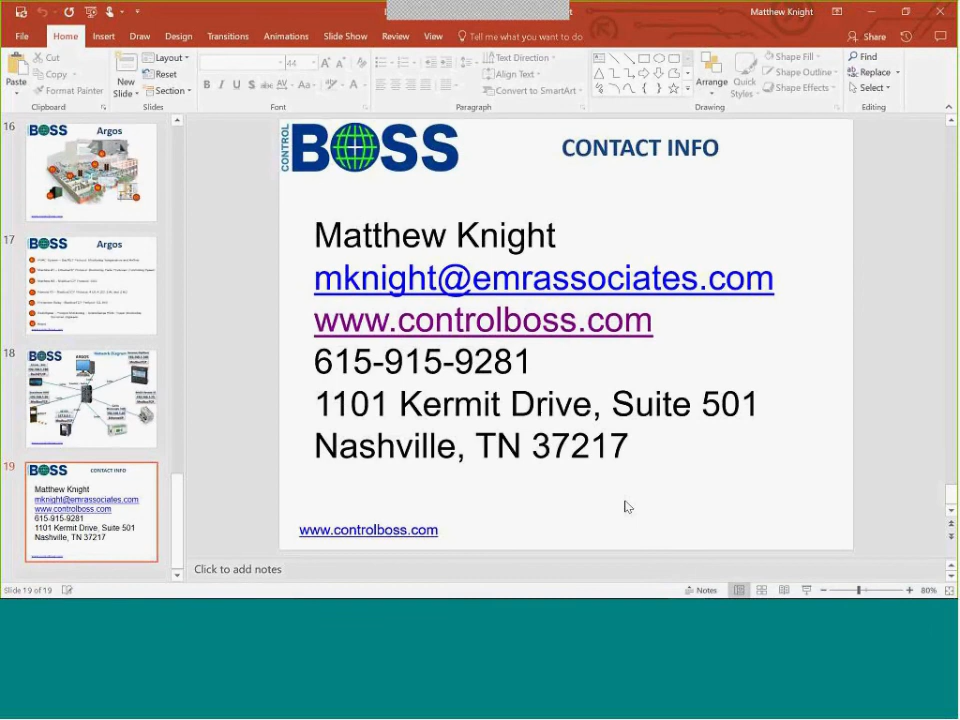 Matthew Knight
File Home Insert Draw Design Transitions Animations Slide Show Review View Tell me what you want to do Share
Paste Cut Copy Format Painter Clipboard
New Slide Layout Reset Section Slides
44
B I U S abc AV Aa A Font
Text Direction Align Text Convert to SmartArt Paragraph
Arrange Quick Styles Shape Fill Shape Outline Shape Effects Drawing
Find Replace Select Editing
16
BOSS Argos
17
BOSS Argos
18
BOSS Network Diagram
19
BOSS CONTACT INFO
Matthew Knight
mknight@emrassociates.com
www.controlboss.com
615-915-9281
1101 Kermit Drive, Suite 501
Nashville, TN 37217
CONTROL BOSS CONTACT INFO
Matthew Knight
mknight@emrassociates.com
www.controlboss.com
615-915-9281
1101 Kermit Drive, Suite 501
Nashville, TN 37217
www.controlboss.com
Click to add notes
Slide 19 of 19 Notes 80%